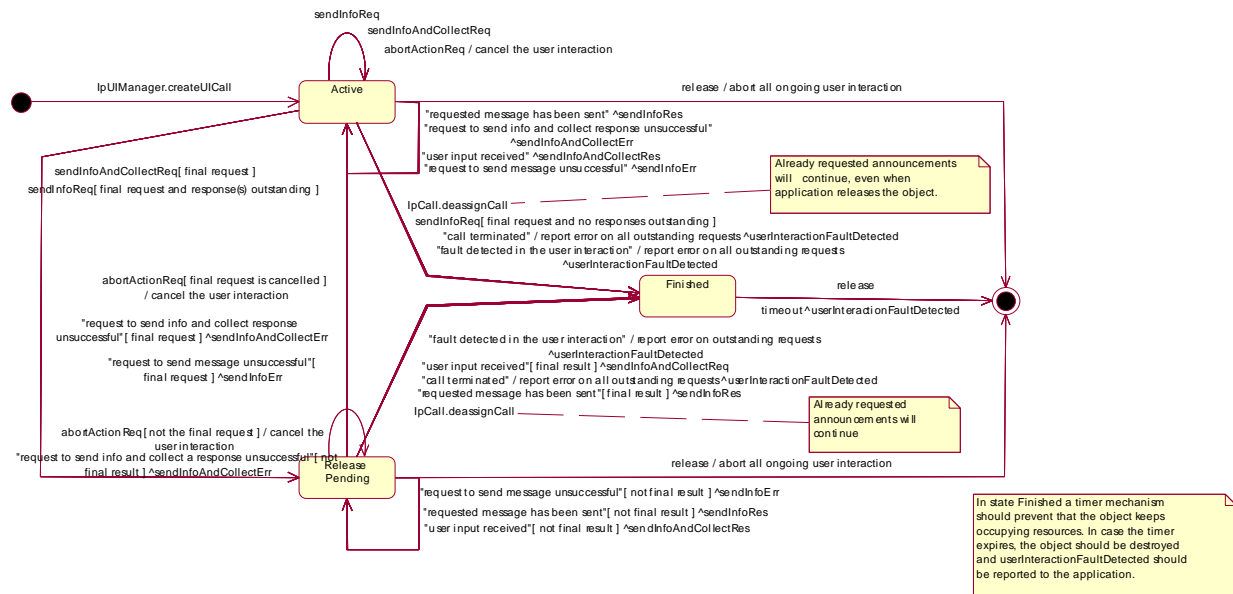 sendInfoReq
sendInfoAndCollectReq
abortActionReq / cancel the user interaction
IpUIManager.createUICall
Active
release / abort all ongoing user interaction
"requested message has been sent" ^sendInfoRes
"request to send info and collect response unsuccessful"
^sendInfoAndCollectErr
"user input received" ^sendInfoAndCollectRes
"request to send message unsuccessful" ^sendInfoErr
Already requested announcements
will continue, even when
application releases the object.
sendInfoAndCollectReq[ final request ]
sendInfoReq[ final request and response(s) outstanding ]
IpCall.deassignCall
sendInfoReq[ final request and no responses outstanding ]
"call terminated" / report error on all outstanding requests ^userInteractionFaultDetected
"fault detected in the user interaction" / report error on all outstanding requests
^userInteractionFaultDetected
Finished
release
timeout ^userInteractionFaultDetected
abortActionReq[ final request is cancelled ]
/ cancel the user interaction
"request to send info and collect response
unsuccessful"[ final request ] ^sendInfoAndCollectErr
"request to send message unsuccessful"[
final request ] ^sendInfoErr
"fault detected in the user interaction" / report error on outstanding requests
^userInteractionFaultDetected
"user input received"[ final result ] ^sendInfoAndCollectReq
"call terminated" / report error on all outstanding requests ^userInteractionFaultDetected
"requested message has been sent"[ final result ] ^sendInfoRes
IpCall.deassignCall
Already requested
announcements will
continue
abortActionReq[ not the final request ] / cancel the
user interaction
"request to send info and collect a response unsuccessful"[ not
final result ] ^sendInfoAndCollectErr
Release
Pending
release / abort all ongoing user interaction
"request to send message unsuccessful"[ not final result ] ^sendInfoErr
"requested message has been sent"[ not final result ] ^sendInfoRes
"user input received"[ not final result ] ^sendInfoAndCollectRes
In state Finished a timer mechanism
should prevent that the object keeps
occupying resources. In case the timer
expires, the object should be destroyed
and userInteractionFaultDetected should
be reported to the application.